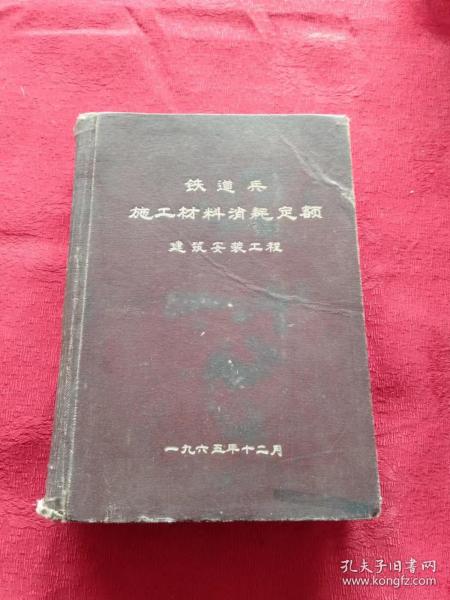 铁道兵
施工材料消耗定额
建筑安装工程
一九六五年十二月
孔夫子旧书网
www.kongfz.com